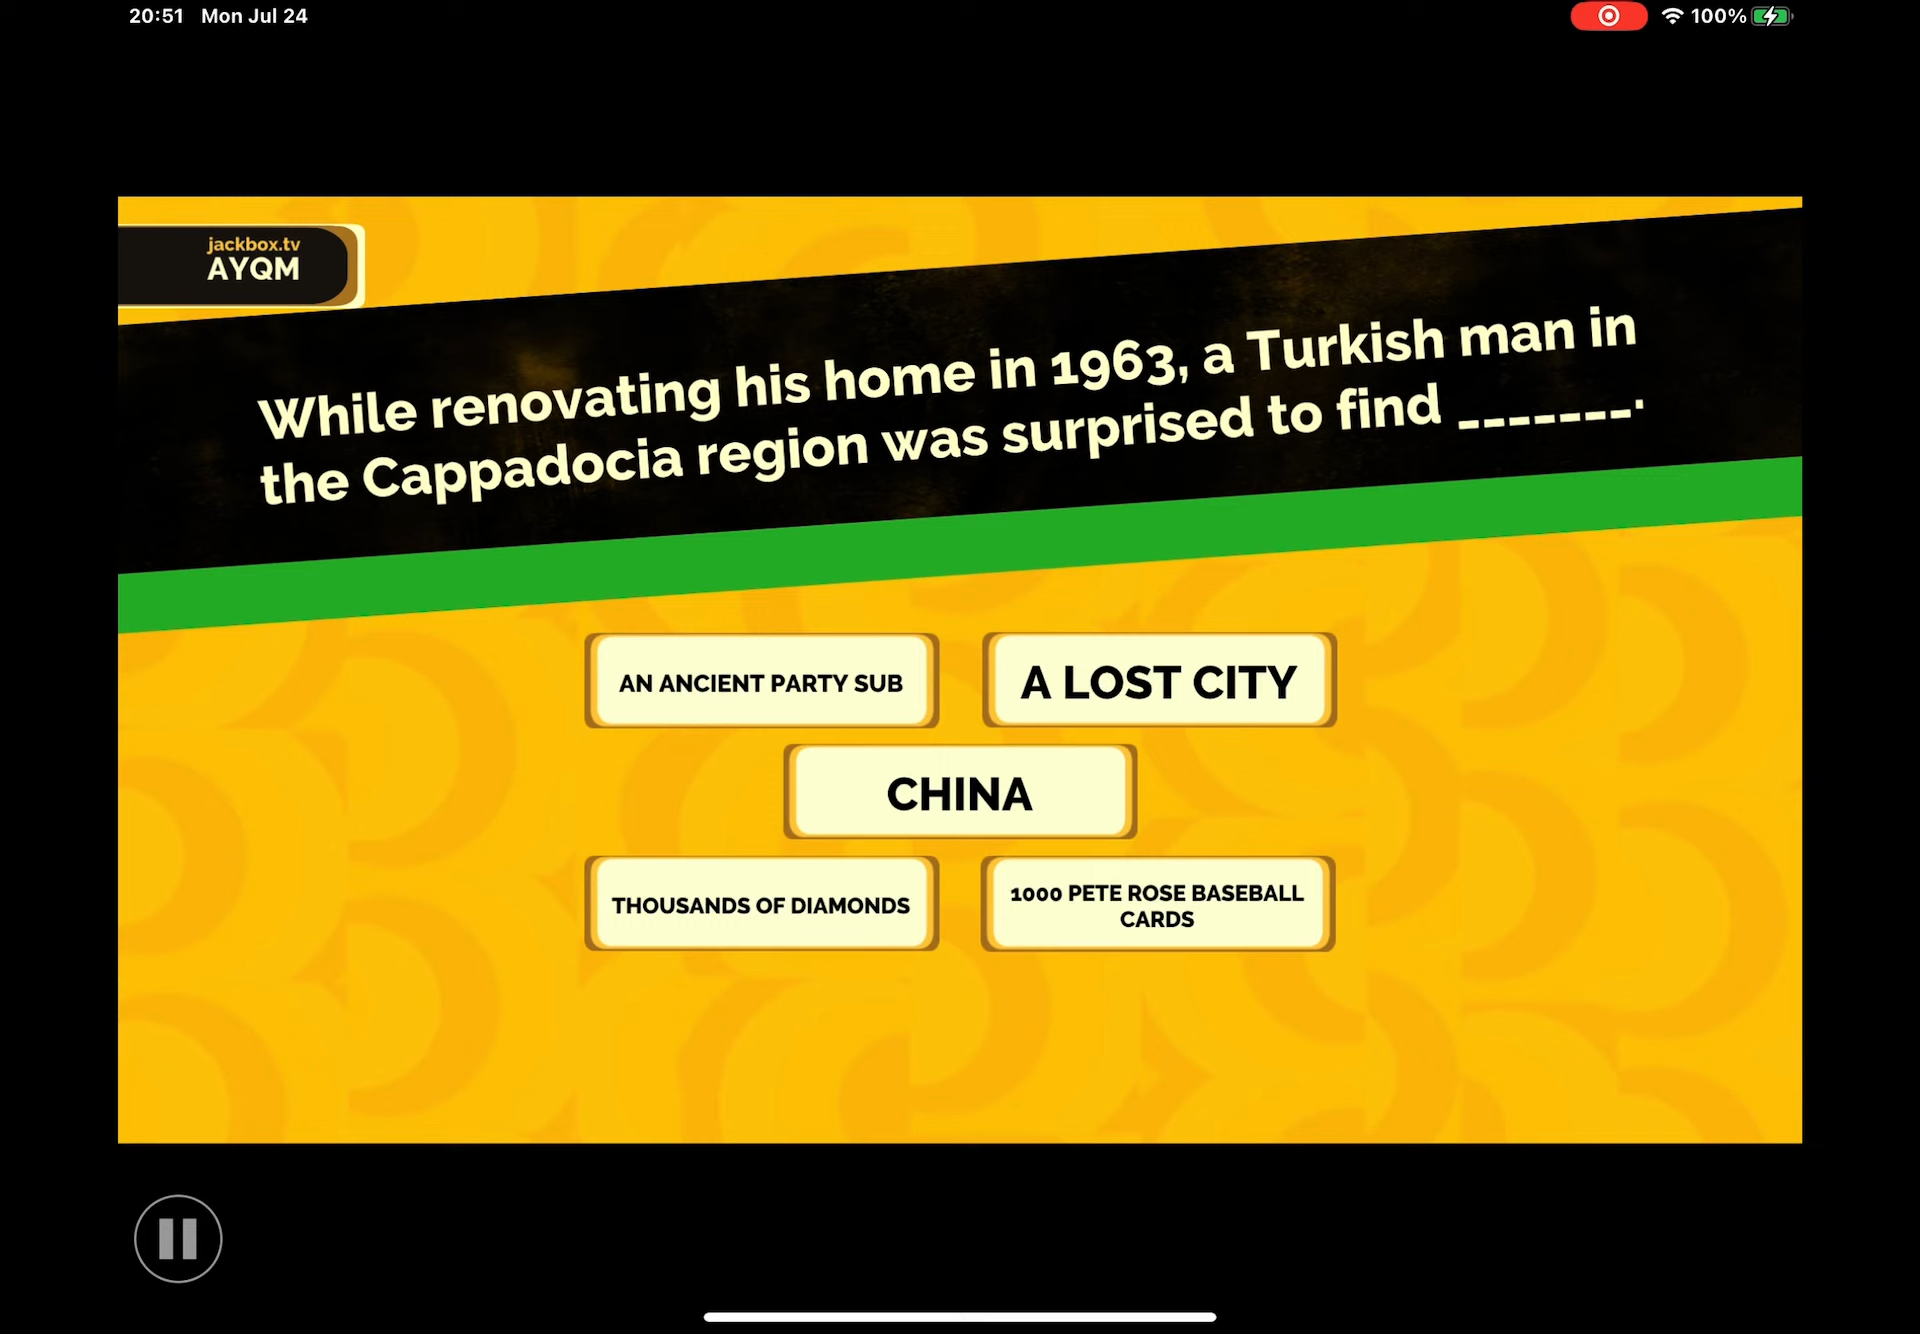 20:51 Mon Jul 24
100%
jackbox.tv
AYQM
While renovating his home in 1963, a Turkish man in
the Cappadocia region was surprised to find _______.
AN ANCIENT PARTY SUB
A LOST CITY
CHINA
THOUSANDS OF DIAMONDS
1000 PETE ROSE BASEBALL
CARDS